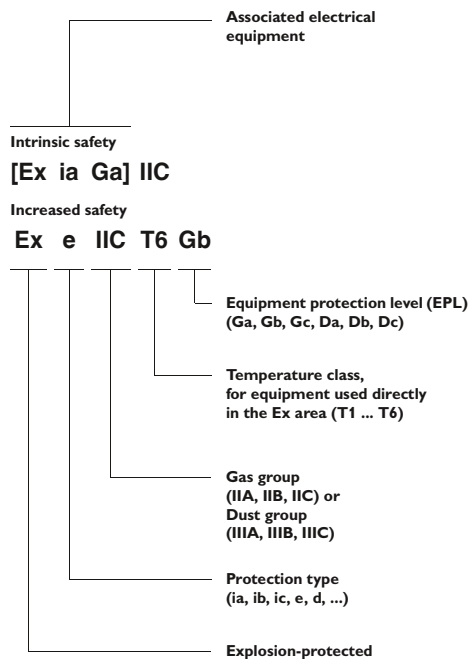 Associated electrical
equipment
Intrinsic safety
[Ex ia Ga] IIC
Increased safety
Ex e IIC T6 Gb
Equipment protection level (EPL)
(Ga, Gb, Gc, Da, Db, Dc)
Temperature class,
for equipment used directly
in the Ex area (T1 ... T6)
Gas group
(IIA, IIB, IIC) or
Dust group
(IIIA, IIIB, IIIC)
Protection type
(ia, ib, ic, e, d, ...)
Explosion-protected